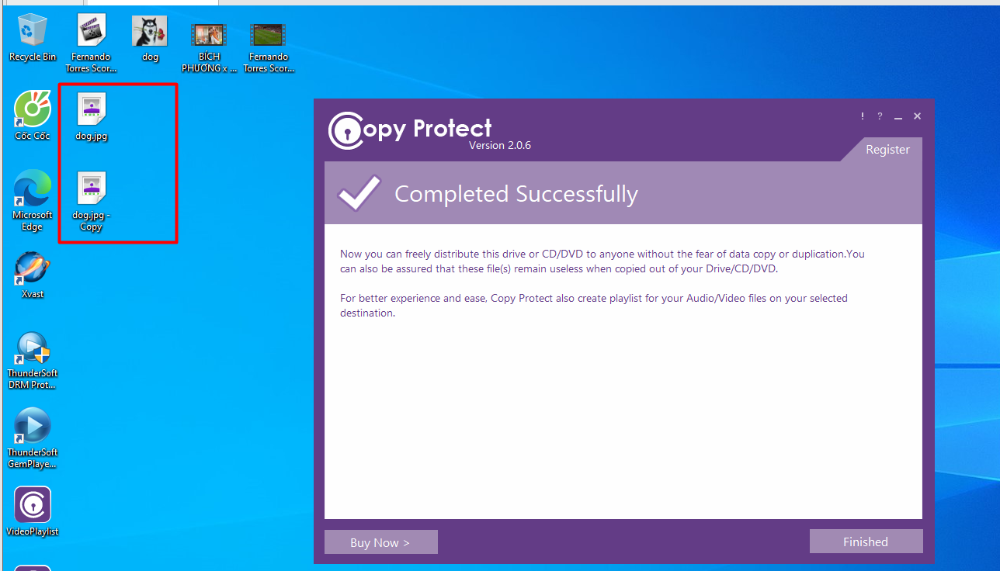 Recycle Bin
Fernando
Torres Scor...
dog
BÍCH
PHƯƠNG x ...
Fernando
Torres Scor...
Cốc Cốc
dog.jpg
Microsoft
Edge
dog.jpg -
Copy
Xvast
ThunderSoft
DRM Prot...
ThunderSoft
GemPlaye...
VideoPlaylist
Copy Protect
Version 2.0.6
! ?
Register
Completed Successfully
Now you can freely distribute this drive or CD/DVD to anyone without the fear of data copy or duplication.You
can also be assured that these file(s) remain useless when copied out of your Drive/CD/DVD.
For better experience and ease, Copy Protect also create playlist for your Audio/Video files on your selected
destination.
Buy Now >
Finished